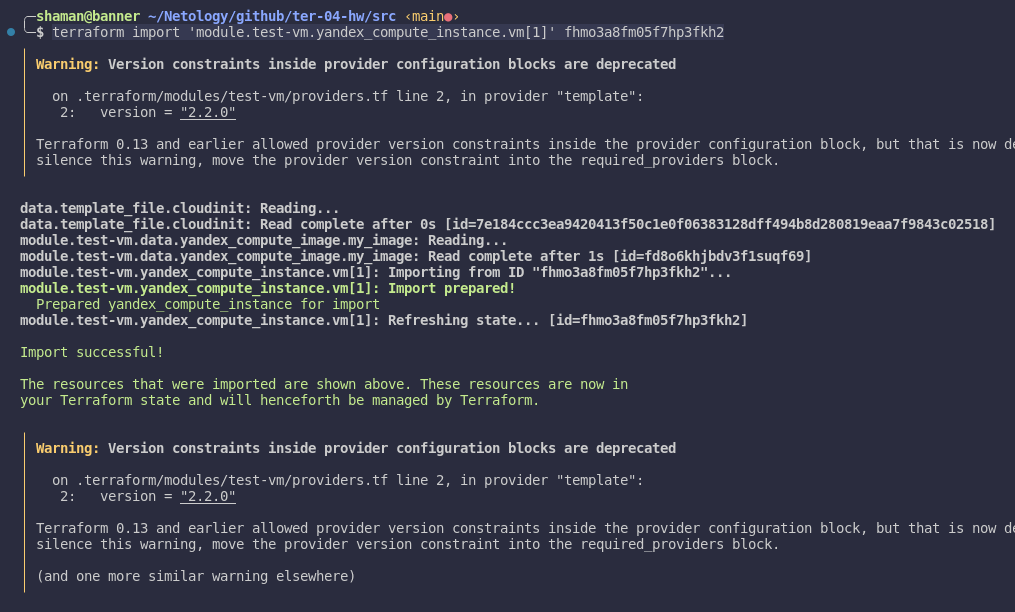 shaman@banner ~/Netology/github/ter-04-hw/src ‹main●›
$ terraform import 'module.test-vm.yandex_compute_instance.vm[1]' fhmo3a8fm05f7hp3fkh2
Warning: Version constraints inside provider configuration blocks are deprecated
on .terraform/modules/test-vm/providers.tf line 2, in provider "template":
2:   version = "2.2.0"
Terraform 0.13 and earlier allowed provider version constraints inside the provider configuration block, but that is now de
silence this warning, move the provider version constraint into the required_providers block.
data.template_file.cloudinit: Reading...
data.template_file.cloudinit: Read complete after 0s [id=7e184ccc3ea9420413f50c1e0f06383128dff494b8d280819eaa7f9843c02518]
module.test-vm.data.yandex_compute_image.my_image: Reading...
module.test-vm.data.yandex_compute_image.my_image: Read complete after 1s [id=fd8o6khjbdv3f1suqf69]
module.test-vm.yandex_compute_instance.vm[1]: Importing from ID "fhmo3a8fm05f7hp3fkh2"...
module.test-vm.yandex_compute_instance.vm[1]: Import prepared!
Prepared yandex_compute_instance for import
module.test-vm.yandex_compute_instance.vm[1]: Refreshing state... [id=fhmo3a8fm05f7hp3fkh2]
Import successful!
The resources that were imported are shown above. These resources are now in
your Terraform state and will henceforth be managed by Terraform.
Warning: Version constraints inside provider configuration blocks are deprecated
on .terraform/modules/test-vm/providers.tf line 2, in provider "template":
2:   version = "2.2.0"
Terraform 0.13 and earlier allowed provider version constraints inside the provider configuration block, but that is now de
silence this warning, move the provider version constraint into the required_providers block.
(and one more similar warning elsewhere)